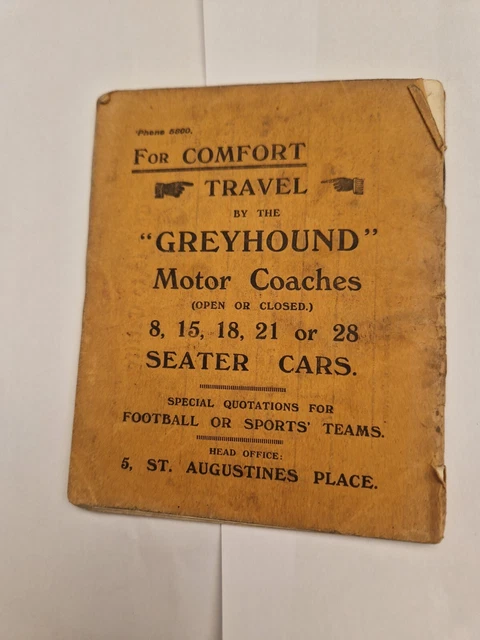 'Phone 5800.
FOR COMFORT
TRAVEL
BY THE
"GREYHOUND"
Motor Coaches
(OPEN OR CLOSED.)
8, 15, 18, 21 or 28
SEATER CARS.
SPECIAL QUOTATIONS FOR
FOOTBALL OR SPORTS' TEAMS.
HEAD OFFICE:
5, ST. AUGUSTINES PLACE.